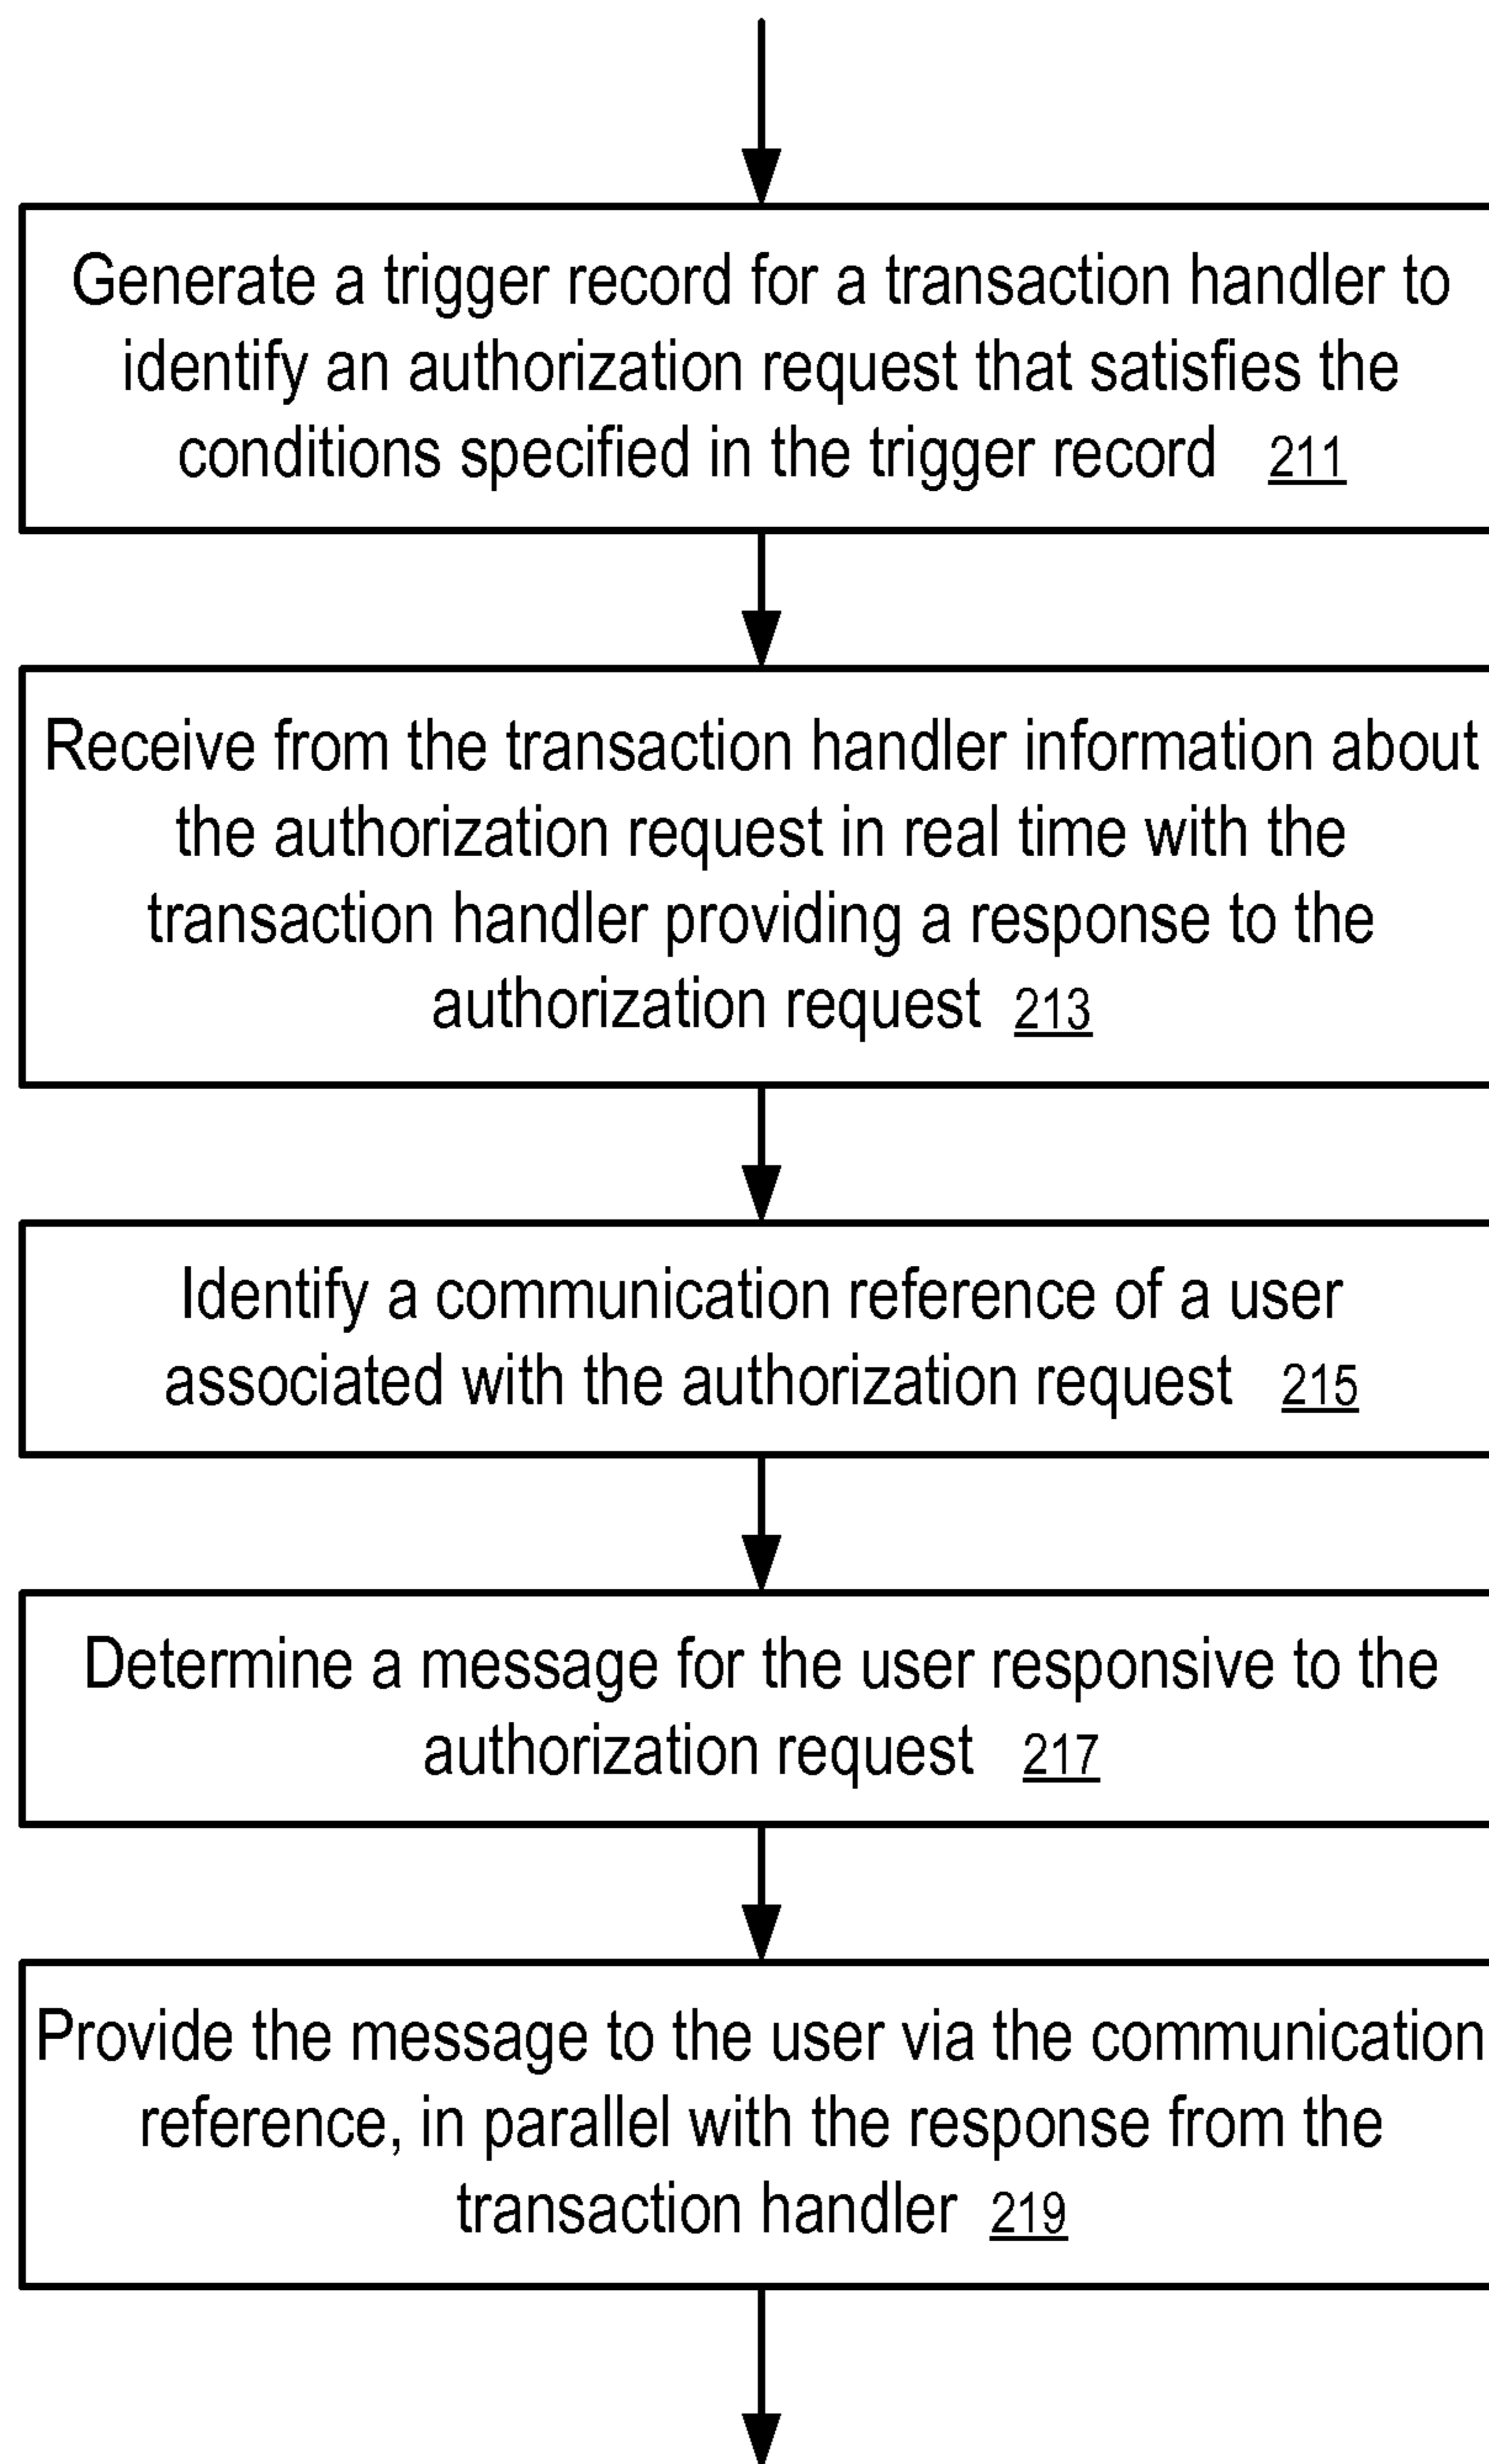 Generate a trigger record for a transaction handler to
identify an authorization request that satisfies the
conditions specified in the trigger record 211
Receive from the transaction handler information about
the authorization request in real time with the
transaction handler providing a response to the
authorization request 213
Identify a communication reference of a user
associated with the authorization request 215
Determine a message for the user responsive to the
authorization request 217
Provide the message to the user via the communication
reference, in parallel with the response from the
transaction handler 219